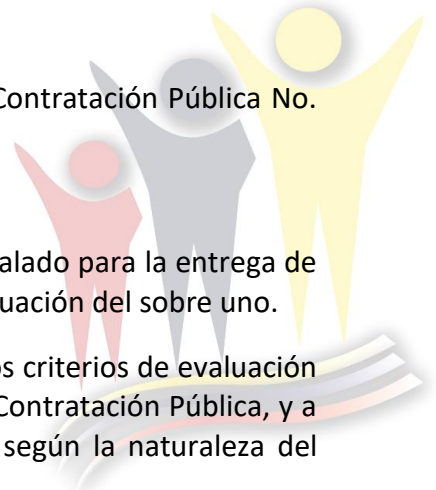 Contratación Pública No.
alado para la entrega de
uación del sobre uno.
os criterios de evaluación
Contratación Pública, y a
según la naturaleza del